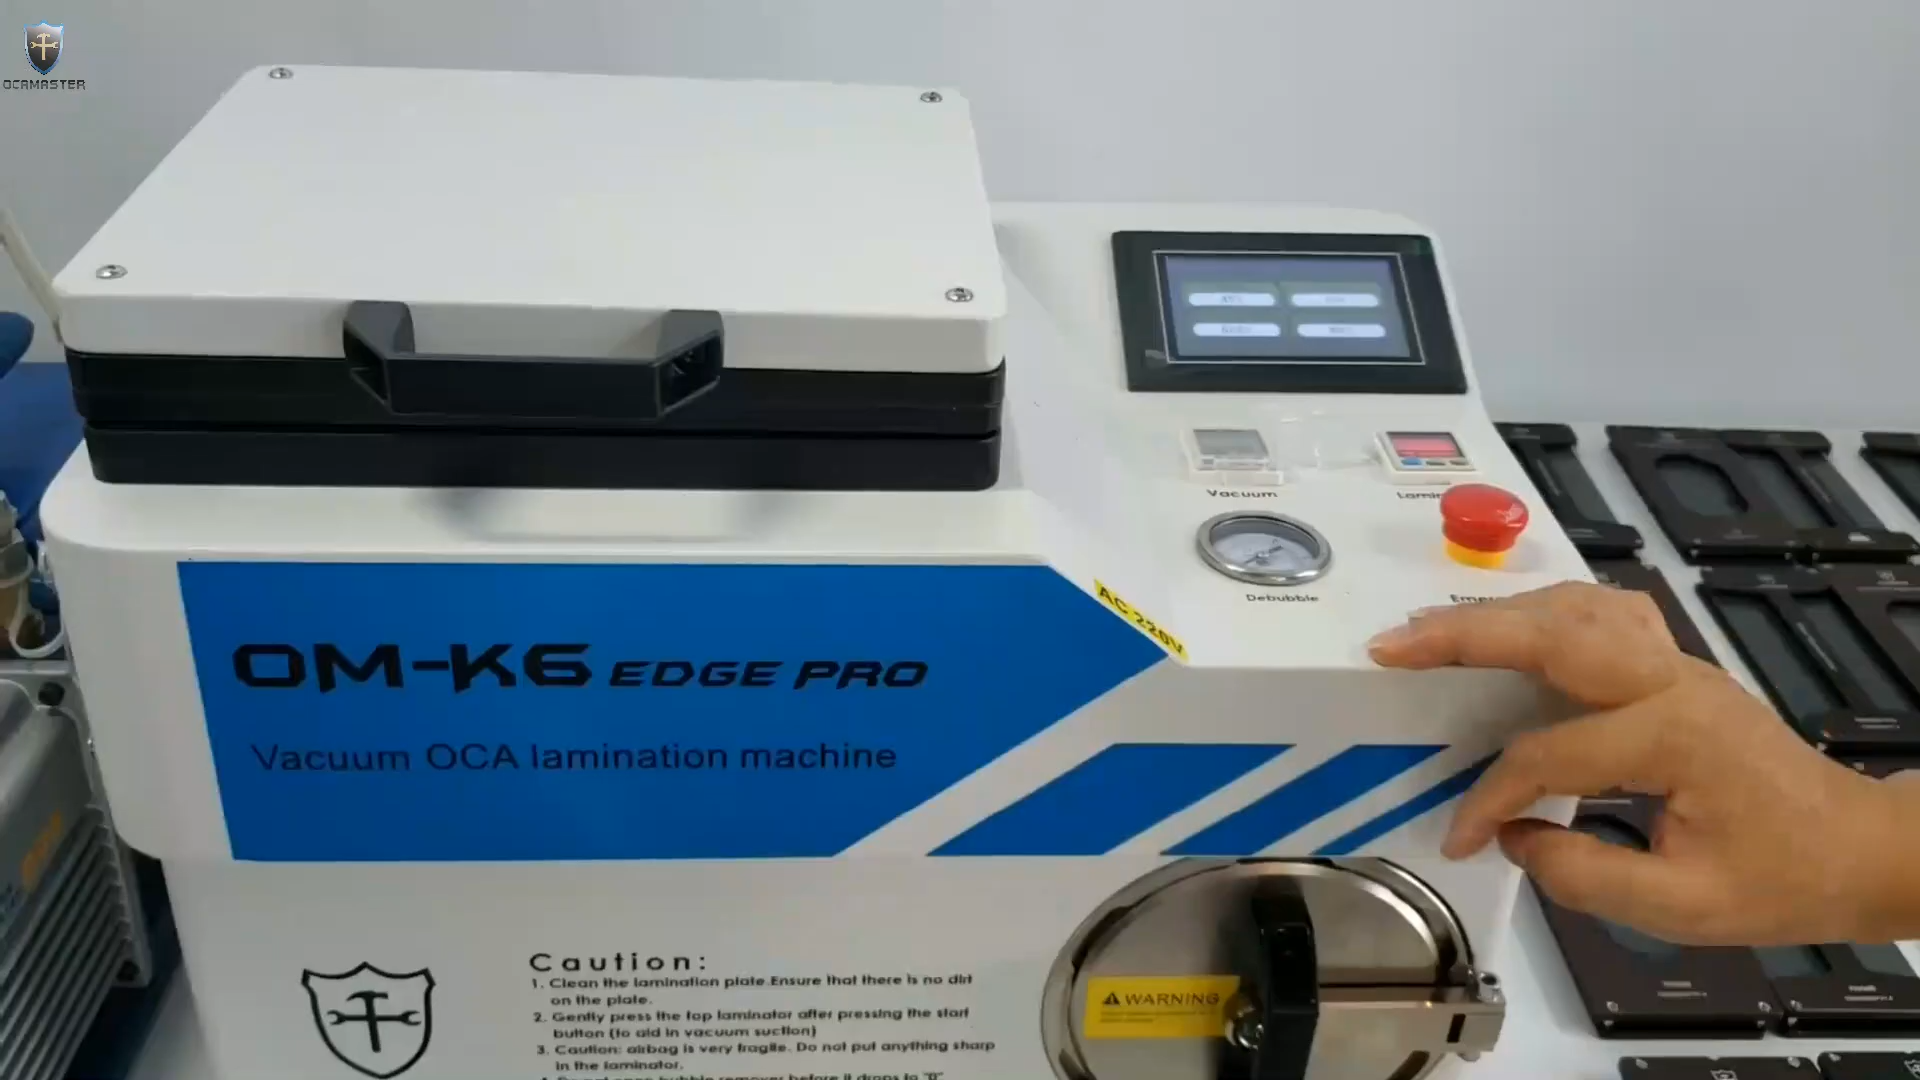 OCAMASTER
Vacuum
Debubble
AC 220V
OM-K6 EDGE PRO
Vacuum OCA lamination machine
Caution:
1. Clean the lamination plate.Ensure that there is no dirt
on the plate.
2. Gently press the top laminator after pressing the start
button (to aid in vacuum suction)
3. Caution: airbag is very fragile. Do not put anything sharp
in the laminator.
WARNING